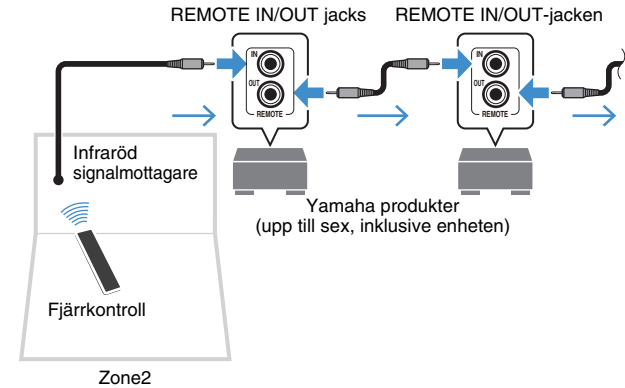 REMOTE IN/OUT jacks
REMOTE IN/OUT-jacken
IN
OUT
REMOTE
IN
OUT
REMOTE
Infraröd
signalmottagare
Yamaha produkter
(upp till sex, inklusive enheten)
Fjärrkontroll
Zone2